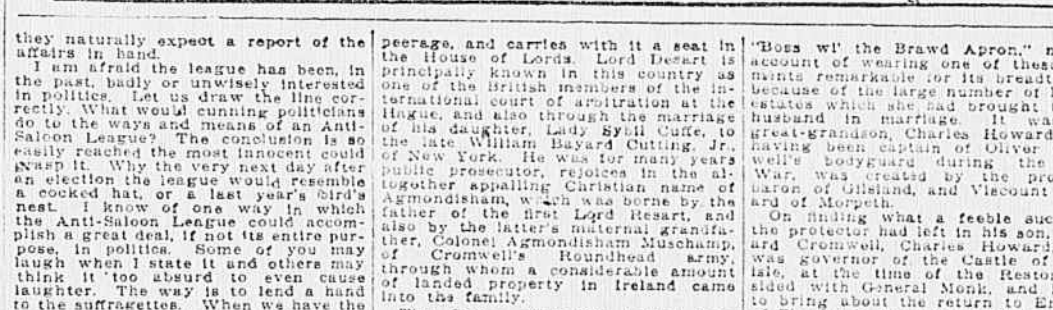 they naturally expect a report of the
affairs in hand.
I am afraid the league has been, in
the past, badly or unwisely interested
in politics. Let us draw the line cor-
rectly. What would cunning politicians
do to the ways and means of an Anti-
Saloon League? The conclusion is so
easily reached the most innocent could
grasp it. Why the very next day after
an election the league would resemble
a cocked hat, or a last year's bird's
nest. I know of one way in which
the Anti-Saloon League could accom-
plish a great deal, if not its entire pur-
pose, in politics. Some of you may
laugh when I state it and others may
think it too absurd to even cause
laughter. The way is to lend a hand
to the suffragettes. When we have the
peerage, and carries with it a seat in
the House of Lords. Lord Desart is
principally known in this country as
one of the British members of the in-
ternational court of arbitration at the
Hague, and also through the marriage
of his daughter, Lady Sybil Cuffe, to
the late William Bayard Cutting, Jr.,
of New York. He was for many years
public prosecutor, rejoices in the al-
together appalling Christian name of
Agmondisham, which was borne by the
father of the first Lord Resart, and
also by the latter's maternal grandfa-
ther, Colonel Agmondisham Muschamp,
of Cromwell's Roundhead army,
through whom a considerable amount
of landed property in Ireland came
into the family.
"Boss wi' the Brawd Apron,"
account of wearing one of these
mints remarkable for its breadt
because of the large number of
estates which she had brought
husband in marriage. It wa
great-grandson, Charles Howard
having been captain of Oliver
well's bodyguard during the
War, was created by the pro
baron of Gilsland, and Viscount
ard of Morpeth.
On finding what a feeble suc
the protector had left in his son,
ard Cromwell, Charles Howard
was governor of the Castle of
isle, at the time of the Restor
sided with General Monk, and
to bring about the return to E